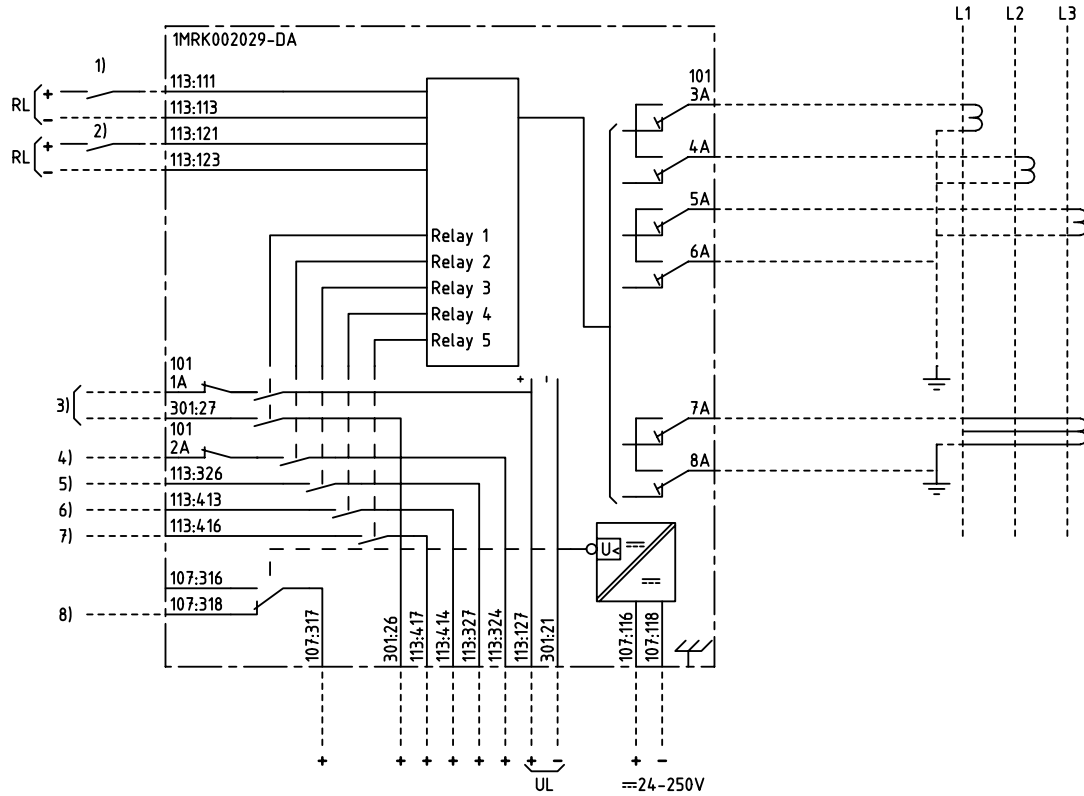 L1 L2 L3
1MRK002029-DA
1)
RL + -
113:111
113:113
2)
RL + -
113:121
113:123
101
3A
4A
5A
6A
Relay 1
Relay 2
Relay 3
Relay 4
Relay 5
101
1A
+ -
3)
301:27
101
2A
4)
113:326
5)
113:413
6)
113:416
7)
7A
8A
U<
107:316
107:318
8)
107:317
301:26
113:417
113:414
113:327
113:324
113:127
301:21
107:116
107:118
+ + + + + + - + -
UL
⎓24-250V